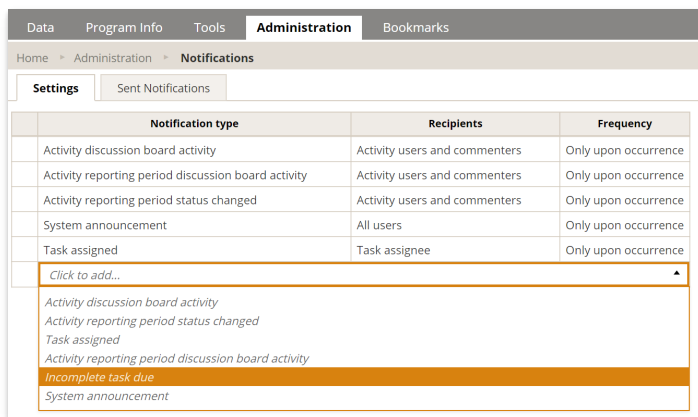 Data Program Info Tools Administration Bookmarks
Home Administration Notifications
Settings Sent Notifications
Notification type Recipients Frequency
Activity discussion board activity Activity users and commenters Only upon occurrence
Activity reporting period discussion board activity Activity users and commenters Only upon occurrence
Activity reporting period status changed Activity users and commenters Only upon occurrence
System announcement All users Only upon occurrence
Task assigned Task assignee Only upon occurrence
Click to add...
Activity discussion board activity
Activity reporting period status changed
Task assigned
Activity reporting period discussion board activity
Incomplete task due
System announcement